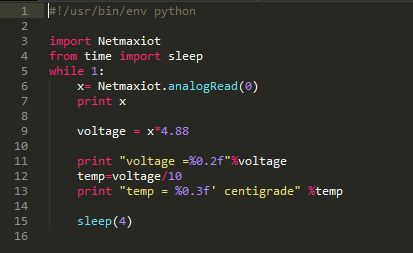 1 #!/usr/bin/env python
2
3 import Netmaxiot
4 from time import sleep
5 while 1:
6 x= Netmaxiot.analogRead(0)
7 print x
8
9 voltage = x*4.88
10
11 print "voltage =%0.2f"%voltage
12 temp=voltage/10
13 print "temp = %0.3f' centigrade" %temp
14
15 sleep(4)
16